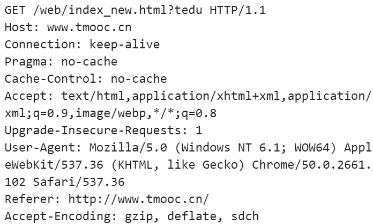 GET /web/index_new.html?tedu HTTP/1.1
Host: www.tmooc.cn
Connection: keep-alive
Pragma: no-cache
Cache-Control: no-cache
Accept: text/html,application/xhtml+xml,application/
xml;q=0.9,image/webp,*/*;q=0.8
Upgrade-Insecure-Requests: 1
User-Agent: Mozilla/5.0 (Windows NT 6.1; WOW64) Appl
eWebKit/537.36 (KHTML, like Gecko) Chrome/50.0.2661.
102 Safari/537.36
Referer: http://www.tmooc.cn/
Accept-Encoding: gzip, deflate, sdch